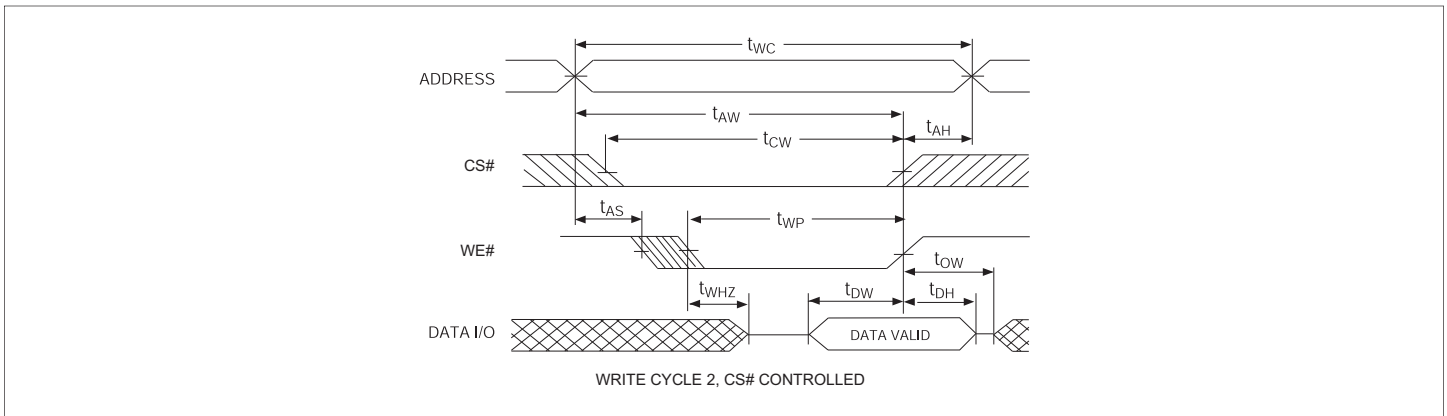 tWC
ADDRESS
tAW
tAH
tCW
CS#
tAS
tWP
WE#
tOW
tWHZ
tDW
tDH
DATA I/O
DATA VALID
WRITE CYCLE 2, CS# CONTROLLED